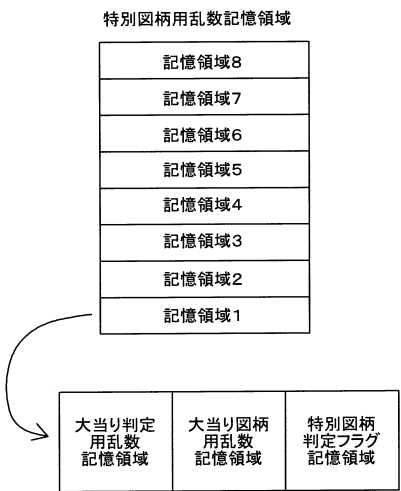 特別図柄用乱数記憶領域
記憶領域8
記憶領域7
記憶領域6
記憶領域5
記憶領域4
記憶領域3
記憶領域2
記憶領域1
大当り判定
用乱数
記憶領域
大当り図柄
用乱数
記憶領域
特別図柄
判定フラグ
記憶領域